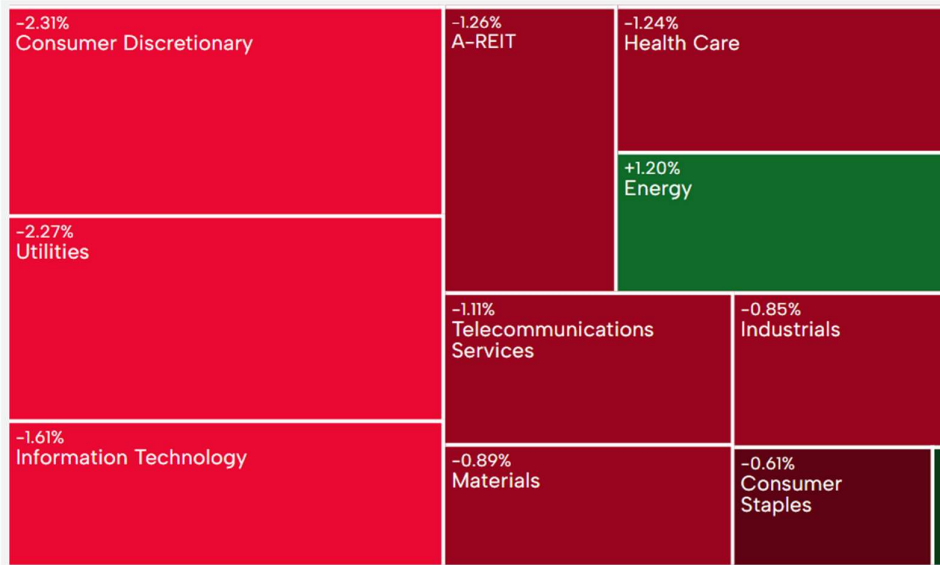 -2.31%
Consumer Discretionary
-2.27%
Utilities
-1.61%
Information Technology
-1.26%
A-REIT
-1.24%
Health Care
+1.20%
Energy
-1.11%
Telecommunications
Services
-0.85%
Industrials
-0.89%
Materials
-0.61%
Consumer
Staples